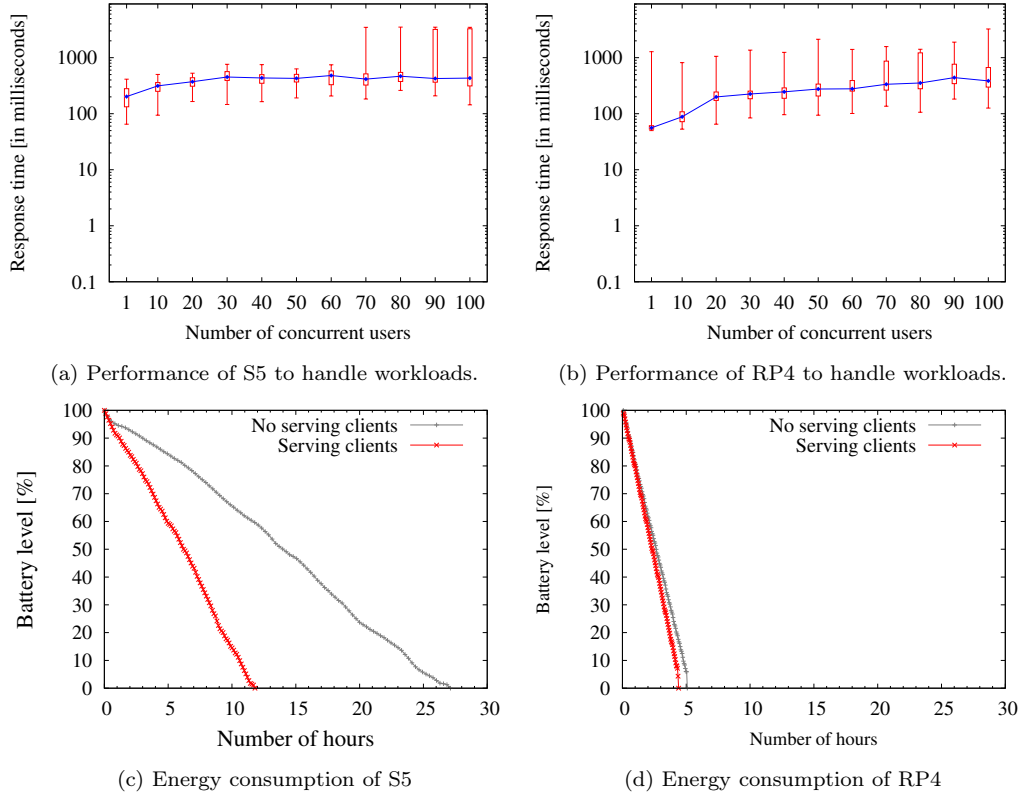 Response time [in milliseconds]
1000
100
10
1
0.1
1 10 20 30 40 50 60 70 80 90 100
Number of concurrent users
(a) Performance of S5 to handle workloads.
Response time [in milliseconds]
1000
100
10
1
0.1
1 10 20 30 40 50 60 70 80 90 100
Number of concurrent users
(b) Performance of RP4 to handle workloads.
Battery level [%]
100
90
80
70
60
50
40
30
20
10
0
No serving clients
Serving clients
0 5 10 15 20 25 30
Number of hours
(c) Energy consumption of S5
Battery level [%]
100
90
80
70
60
50
40
30
20
10
0
No serving clients
Serving clients
0 5 10 15 20 25 30
Number of hours
(d) Energy consumption of RP4